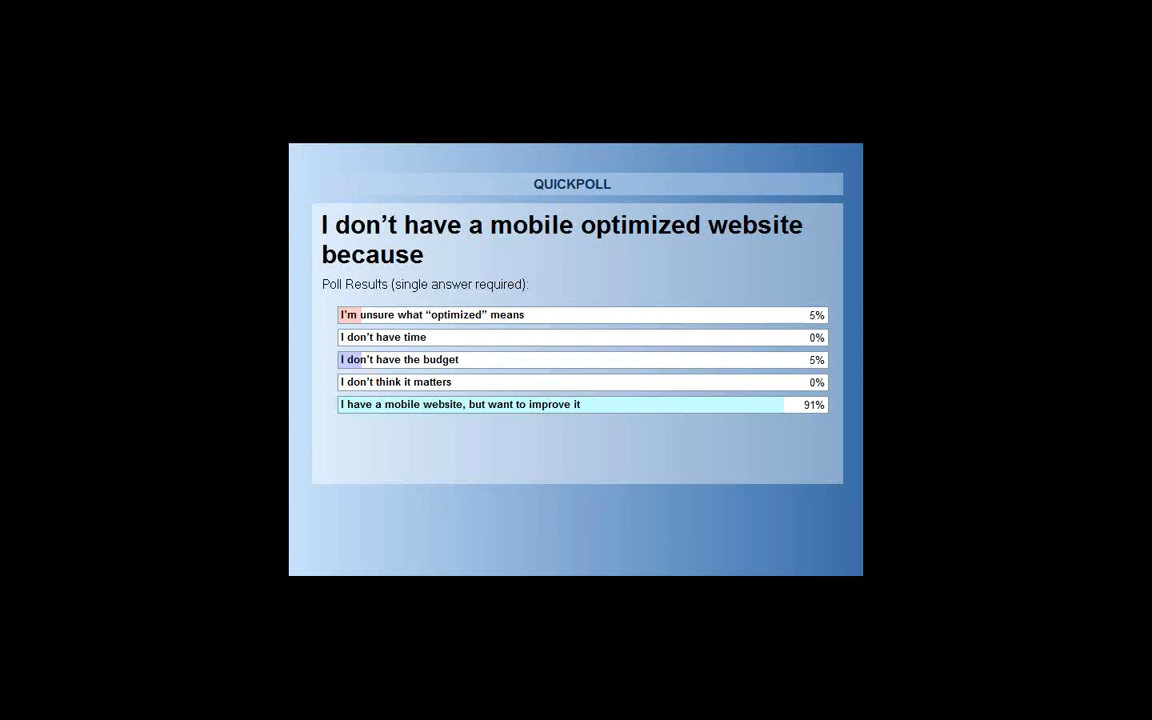 QUICKPOLL
I don’t have a mobile optimized website
because
Poll Results (single answer required):
I’m unsure what “optimized” means 5%
I don’t have time 0%
I don’t have the budget 5%
I don’t think it matters 0%
I have a mobile website, but want to improve it 91%